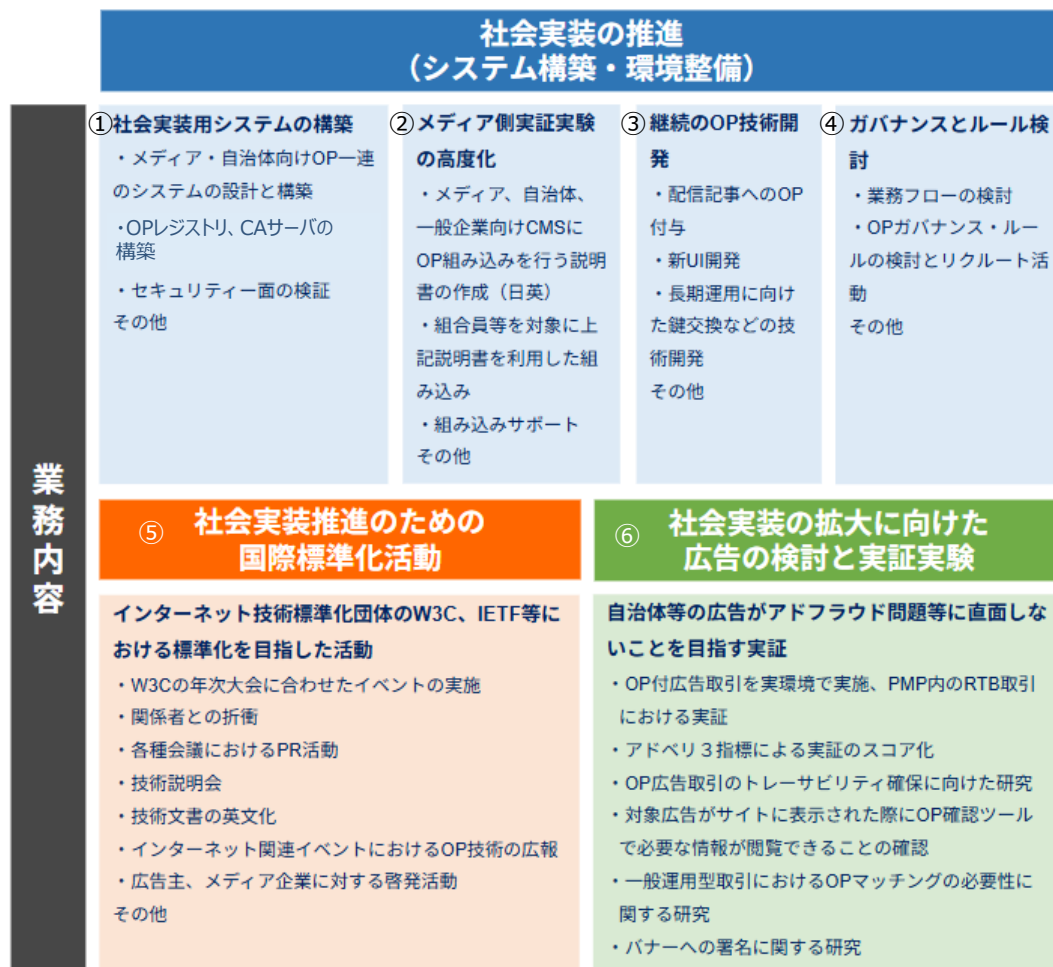 社会実装の推進
（システム構築・環境整備）
業務内容
①社会実装用システムの構築
・メディア・自治体向けOP一連
のシステムの設計と構築
・OPレジストリ、CAサーバの
構築
・セキュリティー面の検証
その他
②メディア側実証実験
の高度化
・メディア、自治体、
一般企業向けCMSに
OP組み込みを行う説明
書の作成（日英）
・組合員等を対象に上
記説明書を利用した組
み込み
・組み込みサポート
その他
③継続のOP技術開
発
・配信記事へのOP
付与
・新UI開発
・長期運用に向け
た鍵交換などの技
術開発
その他
④ガバナンスとルール検
討
・業務フローの検討
・OPガバナンス・ルー
ルの検討とリクルート活
動
その他
⑤ 社会実装推進のための
国際標準化活動
インターネット技術標準化団体のW3C、IETF等に
おける標準化を目指した活動
・W3Cの年次大会に合わせたイベントの実施
・関係者との折衝
・各種会議におけるPR活動
・技術説明会
・技術文書の英文化
・インターネット関連イベントにおけるOP技術の広報
・広告主、メディア企業に対する啓発活動
その他
⑥ 社会実装の拡大に向けた
広告の検討と実証実験
自治体等の広告がアドフラウド問題等に直面しな
いことを目指す実証
・OP付広告取引を実環境で実施、PMP内のRTB取引
における実証
・アドベリ３指標による実証のスコア化
・OP広告取引のトレーサビリティ確保に向けた研究
・対象広告がサイトに表示された際にOP確認ツール
で必要な情報が閲覧できることの確認
・一般運用型取引におけるOPマッチングの必要性に
関する研究
・バナーへの署名に関する研究